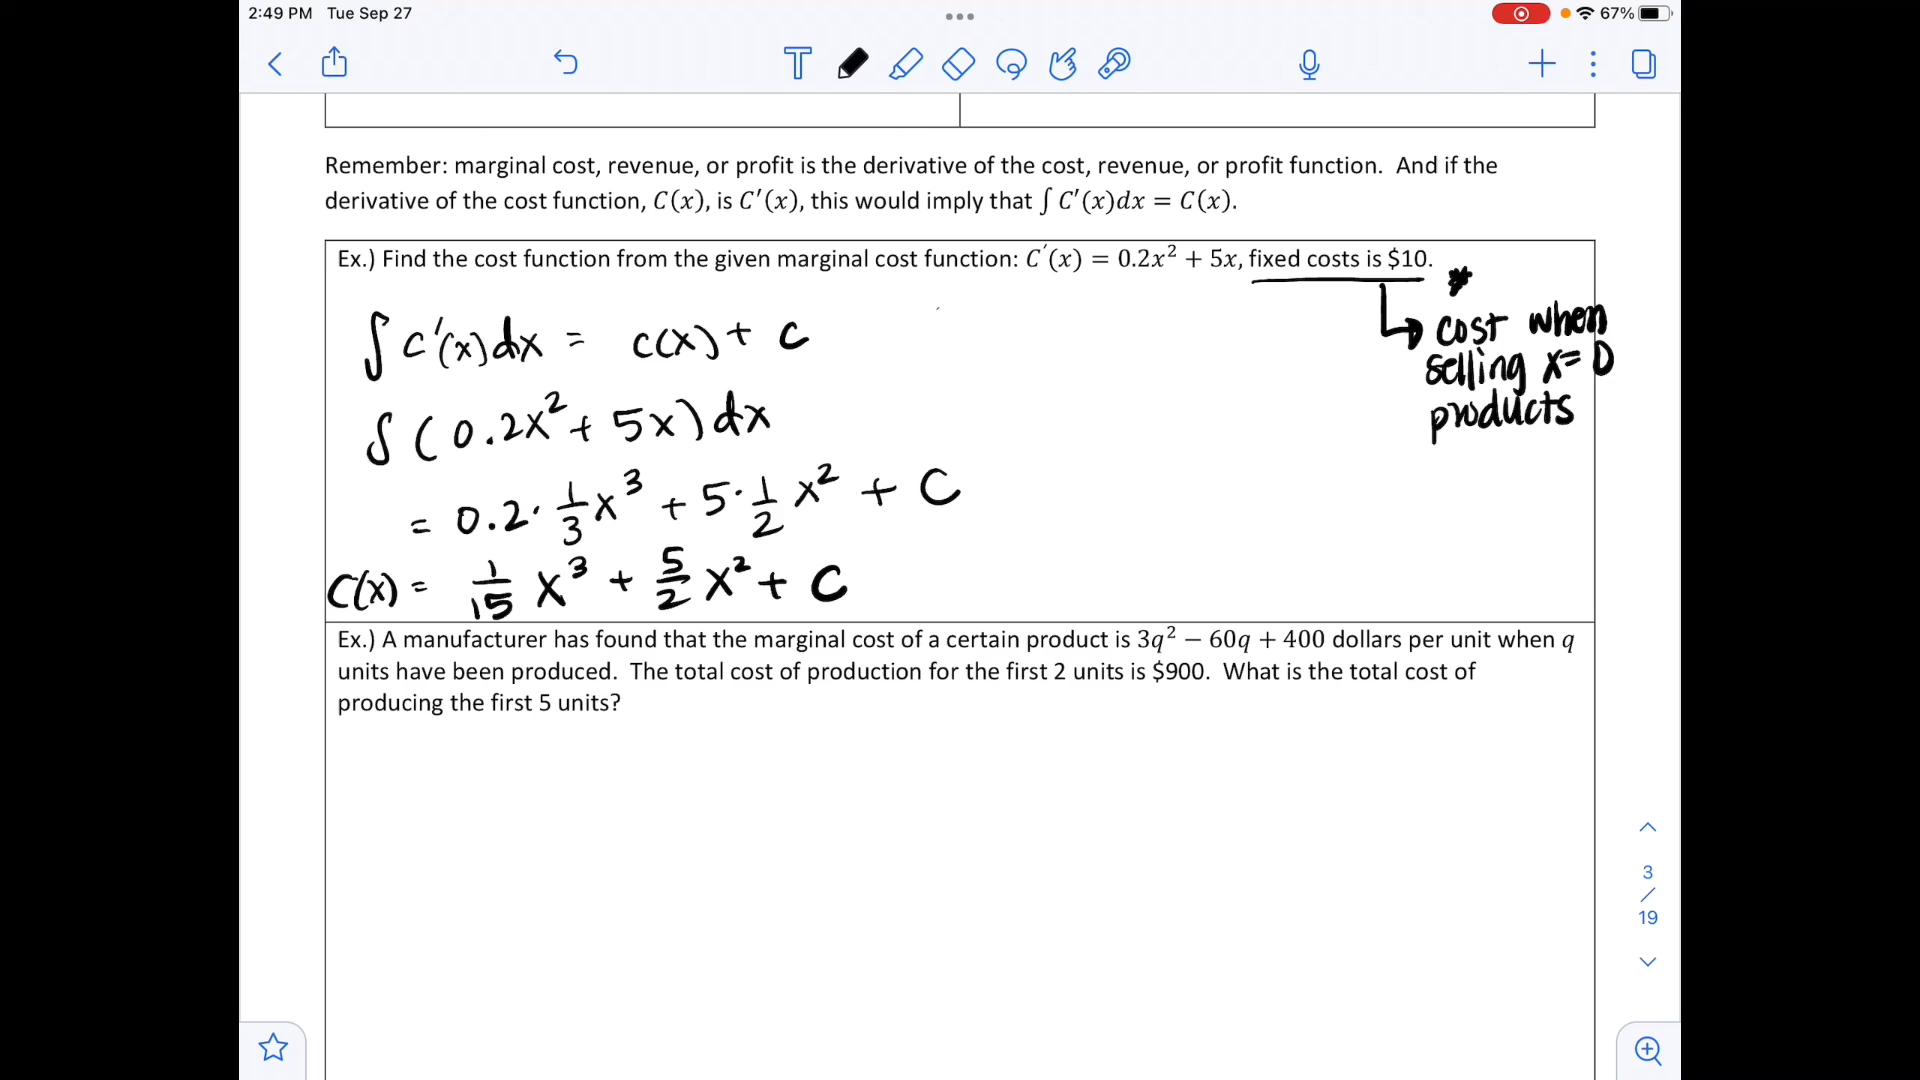 2:49 PM Tue Sep 27
67%
T
Remember: marginal cost, revenue, or profit is the derivative of the cost, revenue, or profit function. And if the
derivative of the cost function, C(x), is C′(x), this would imply that ∫ C′(x)dx = C(x).
Ex.) Find the cost function from the given marginal cost function: C′(x) = 0.2x² + 5x, fixed costs is $10.
*
∫ C'(x)dx = C(x) + C
↳ cost when
selling x = 0
products
∫ (0.2x² + 5x) dx
= 0.2 · 1/3 x³ + 5 · 1/2 x² + C
C(x) = 1/15 x³ + 5/2 x² + C
Ex.) A manufacturer has found that the marginal cost of a certain product is 3q² − 60q + 400 dollars per unit when q
units have been produced. The total cost of production for the first 2 units is $900. What is the total cost of
producing the first 5 units?
3
/
19